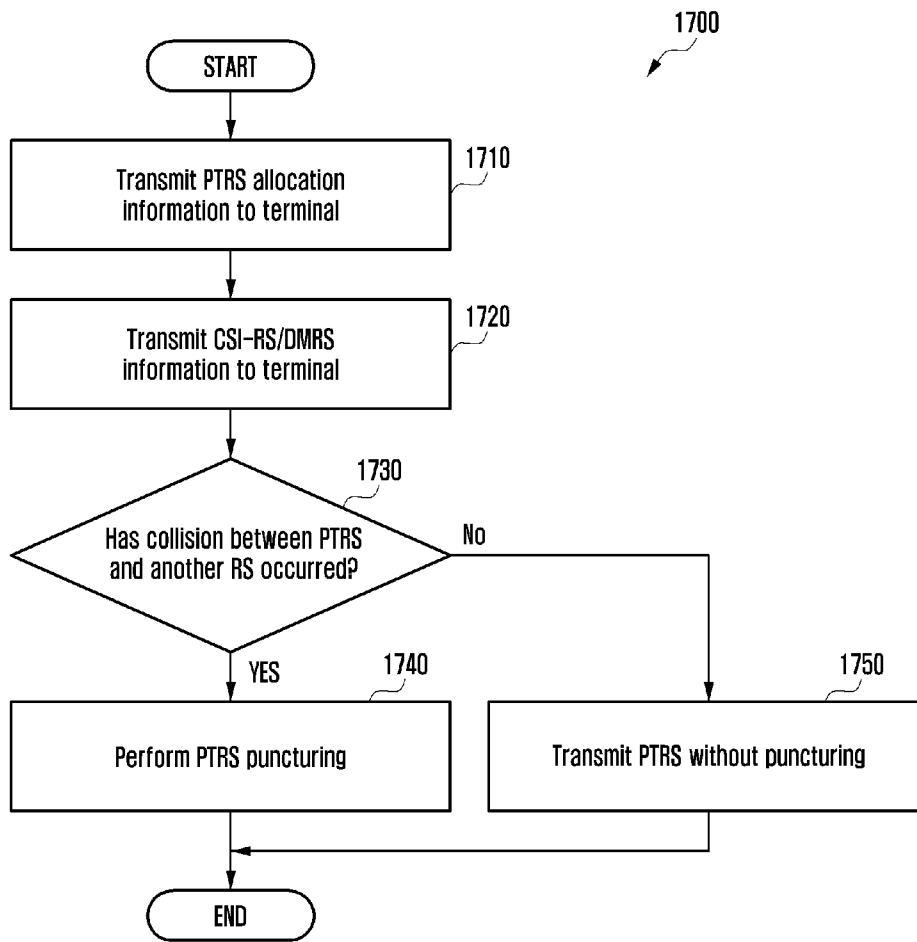 1700
START
1710
Transmit PTRS allocation
information to terminal
1720
Transmit CSI-RS/DMRS
information to terminal
1730
Has collision between PTRS
and another RS occurred?
No
YES
1740
Perform PTRS puncturing
1750
Transmit PTRS without puncturing
END